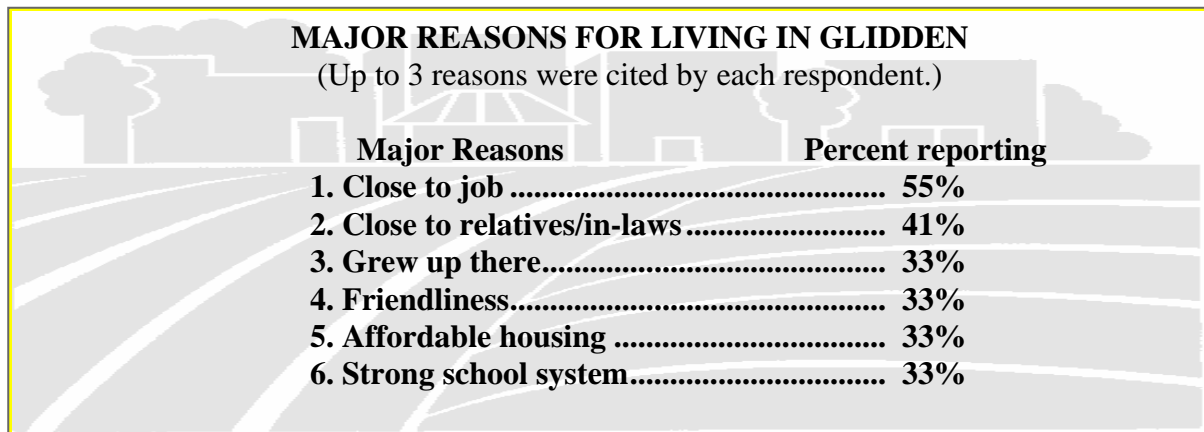 MAJOR REASONS FOR LIVING IN GLIDDEN
(Up to 3 reasons were cited by each respondent.)
Major Reasons Percent reporting
1. Close to job ............................................... 55%
2. Close to relatives/in-laws ......................... 41%
3. Grew up there........................................... 33%
4. Friendliness............................................... 33%
5. Affordable housing .................................. 33%
6. Strong school system................................ 33%